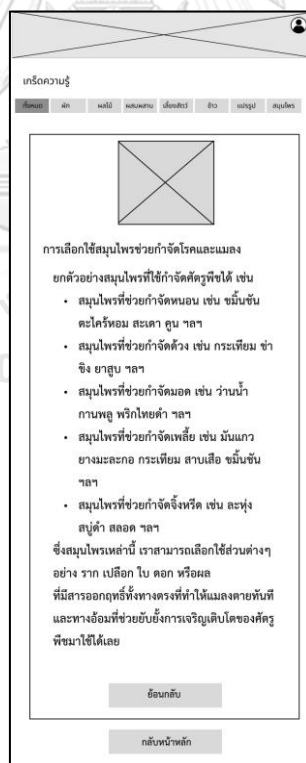 เกร็ดความรู้
ทั้งหมด ผัก ผลไม้ ผสมผสาน เลี้ยงสัตว์ ข้าว แปรรูป สมุนไพร
การเลือกใช้สมุนไพรช่วยกำจัดโรคและแมลง
ยกตัวอย่างสมุนไพรที่ใช้กำจัดศัตรูพืชได้ เช่น
• สมุนไพรที่ช่วยกำจัดหนอน เช่น ขมิ้นชัน
ตะไคร้หอม สะเดา คูน ฯลฯ
• สมุนไพรที่ช่วยกำจัดด้วง เช่น กระเทียม ข่า
ขิง ยาสูบ ฯลฯ
• สมุนไพรที่ช่วยกำจัดมอด เช่น ว่านน้ำ
กานพลู พริกไทยดำ ฯลฯ
• สมุนไพรที่ช่วยกำจัดเพลี้ย เช่น มันแกว
ยางมะละกอ กระเทียม สาบเสือ ขมิ้นชัน
ฯลฯ
• สมุนไพรที่ช่วยกำจัดจิ้งหรีด เช่น ละหุ่ง
สบู่ดำ สลอด ฯลฯ
ซึ่งสมุนไพรเหล่านี้ เราสามารถเลือกใช้ส่วนต่างๆ
อย่าง ราก เปลือก ใบ ดอก หรือผล
ที่มีสารออกฤทธิ์ทั้งทางตรงที่ทำให้แมลงตายทันที
และทางอ้อมที่ช่วยยับยั้งการเจริญเติบโตของศัตรู
พืชมาใช้ได้เลย
ย้อนกลับ
กลับหน้าหลัก